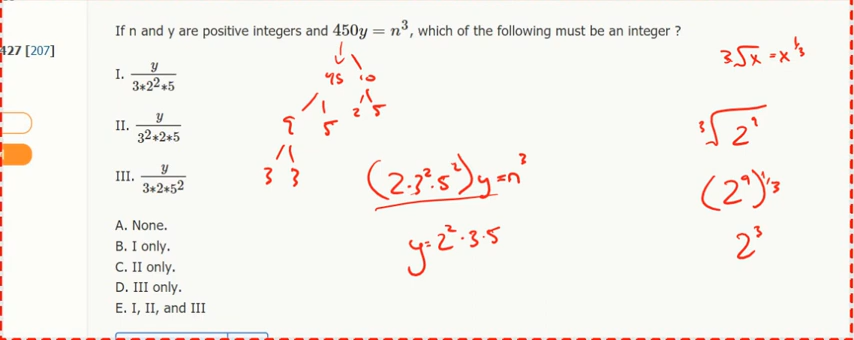 If n and y are positive integers and 450y = n³, which of the following must be an integer ?
427 [207]
I. y / 3*2²*5
II. y / 3²*2*5
III. y / 3*2*5²
A. None.
B. I only.
C. II only.
D. III only.
E. I, II, and III
45 10
9 5 2 5
3 3
(2·3²·5²)y=n³
y=2²·3·5
3√x =x^1/3
³√2⁹
(2⁹)^1/3
2³